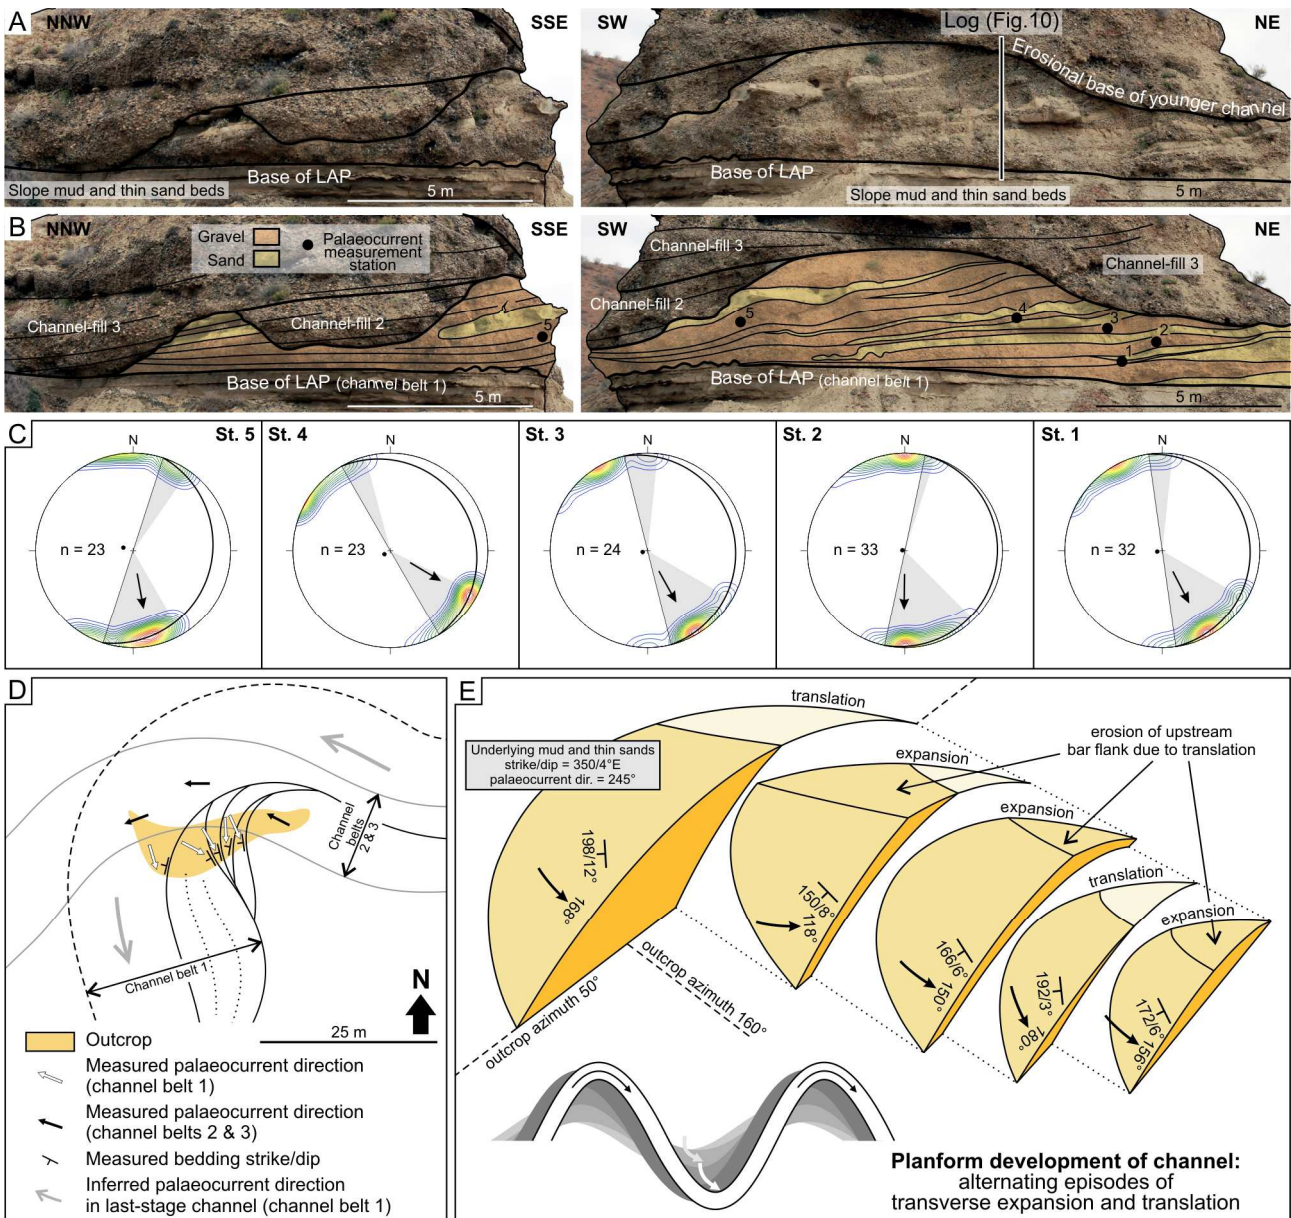 A
NNW
SSE
Base of LAP
Slope mud and thin sand beds
5 m
SW
Log (Fig.10)
NE
Erosional base of younger channel
Base of LAP
Slope mud and thin sand beds
5 m
B
NNW
SSE
Gravel
Sand
Palaeocurrent
measurement
station
Channel-fill 3
Channel-fill 2
5
Base of LAP (channel belt 1)
5 m
SW
NE
Channel-fill 3
Channel-fill 3
Channel-fill 2
5
4
3
2
1
Base of LAP (channel belt 1)
5 m
C
N
St. 5
n = 23
St. 4
N
n = 23
St. 3
N
n = 24
St. 2
N
n = 33
St. 1
N
n = 32
D
Channel
belts
2 & 3
Channel belt 1
N
25 m
Outcrop
Measured palaeocurrent direction
(channel belt 1)
Measured palaeocurrent direction
(channel belts 2 & 3)
Measured bedding strike/dip
Inferred palaeocurrent direction
in last-stage channel (channel belt 1)
E
Underlying mud and thin sands
strike/dip = 350/4°E
palaeocurrent dir. = 245°
translation
expansion
expansion
translation
expansion
erosion of upstream
bar flank due to translation
198/12°
168°
150/8°
118°
166/6°
150°
192/3°
180°
172/6°
156°
outcrop azimuth 50°
outcrop azimuth 160°
Planform development of channel:
alternating episodes of
transverse expansion and translation